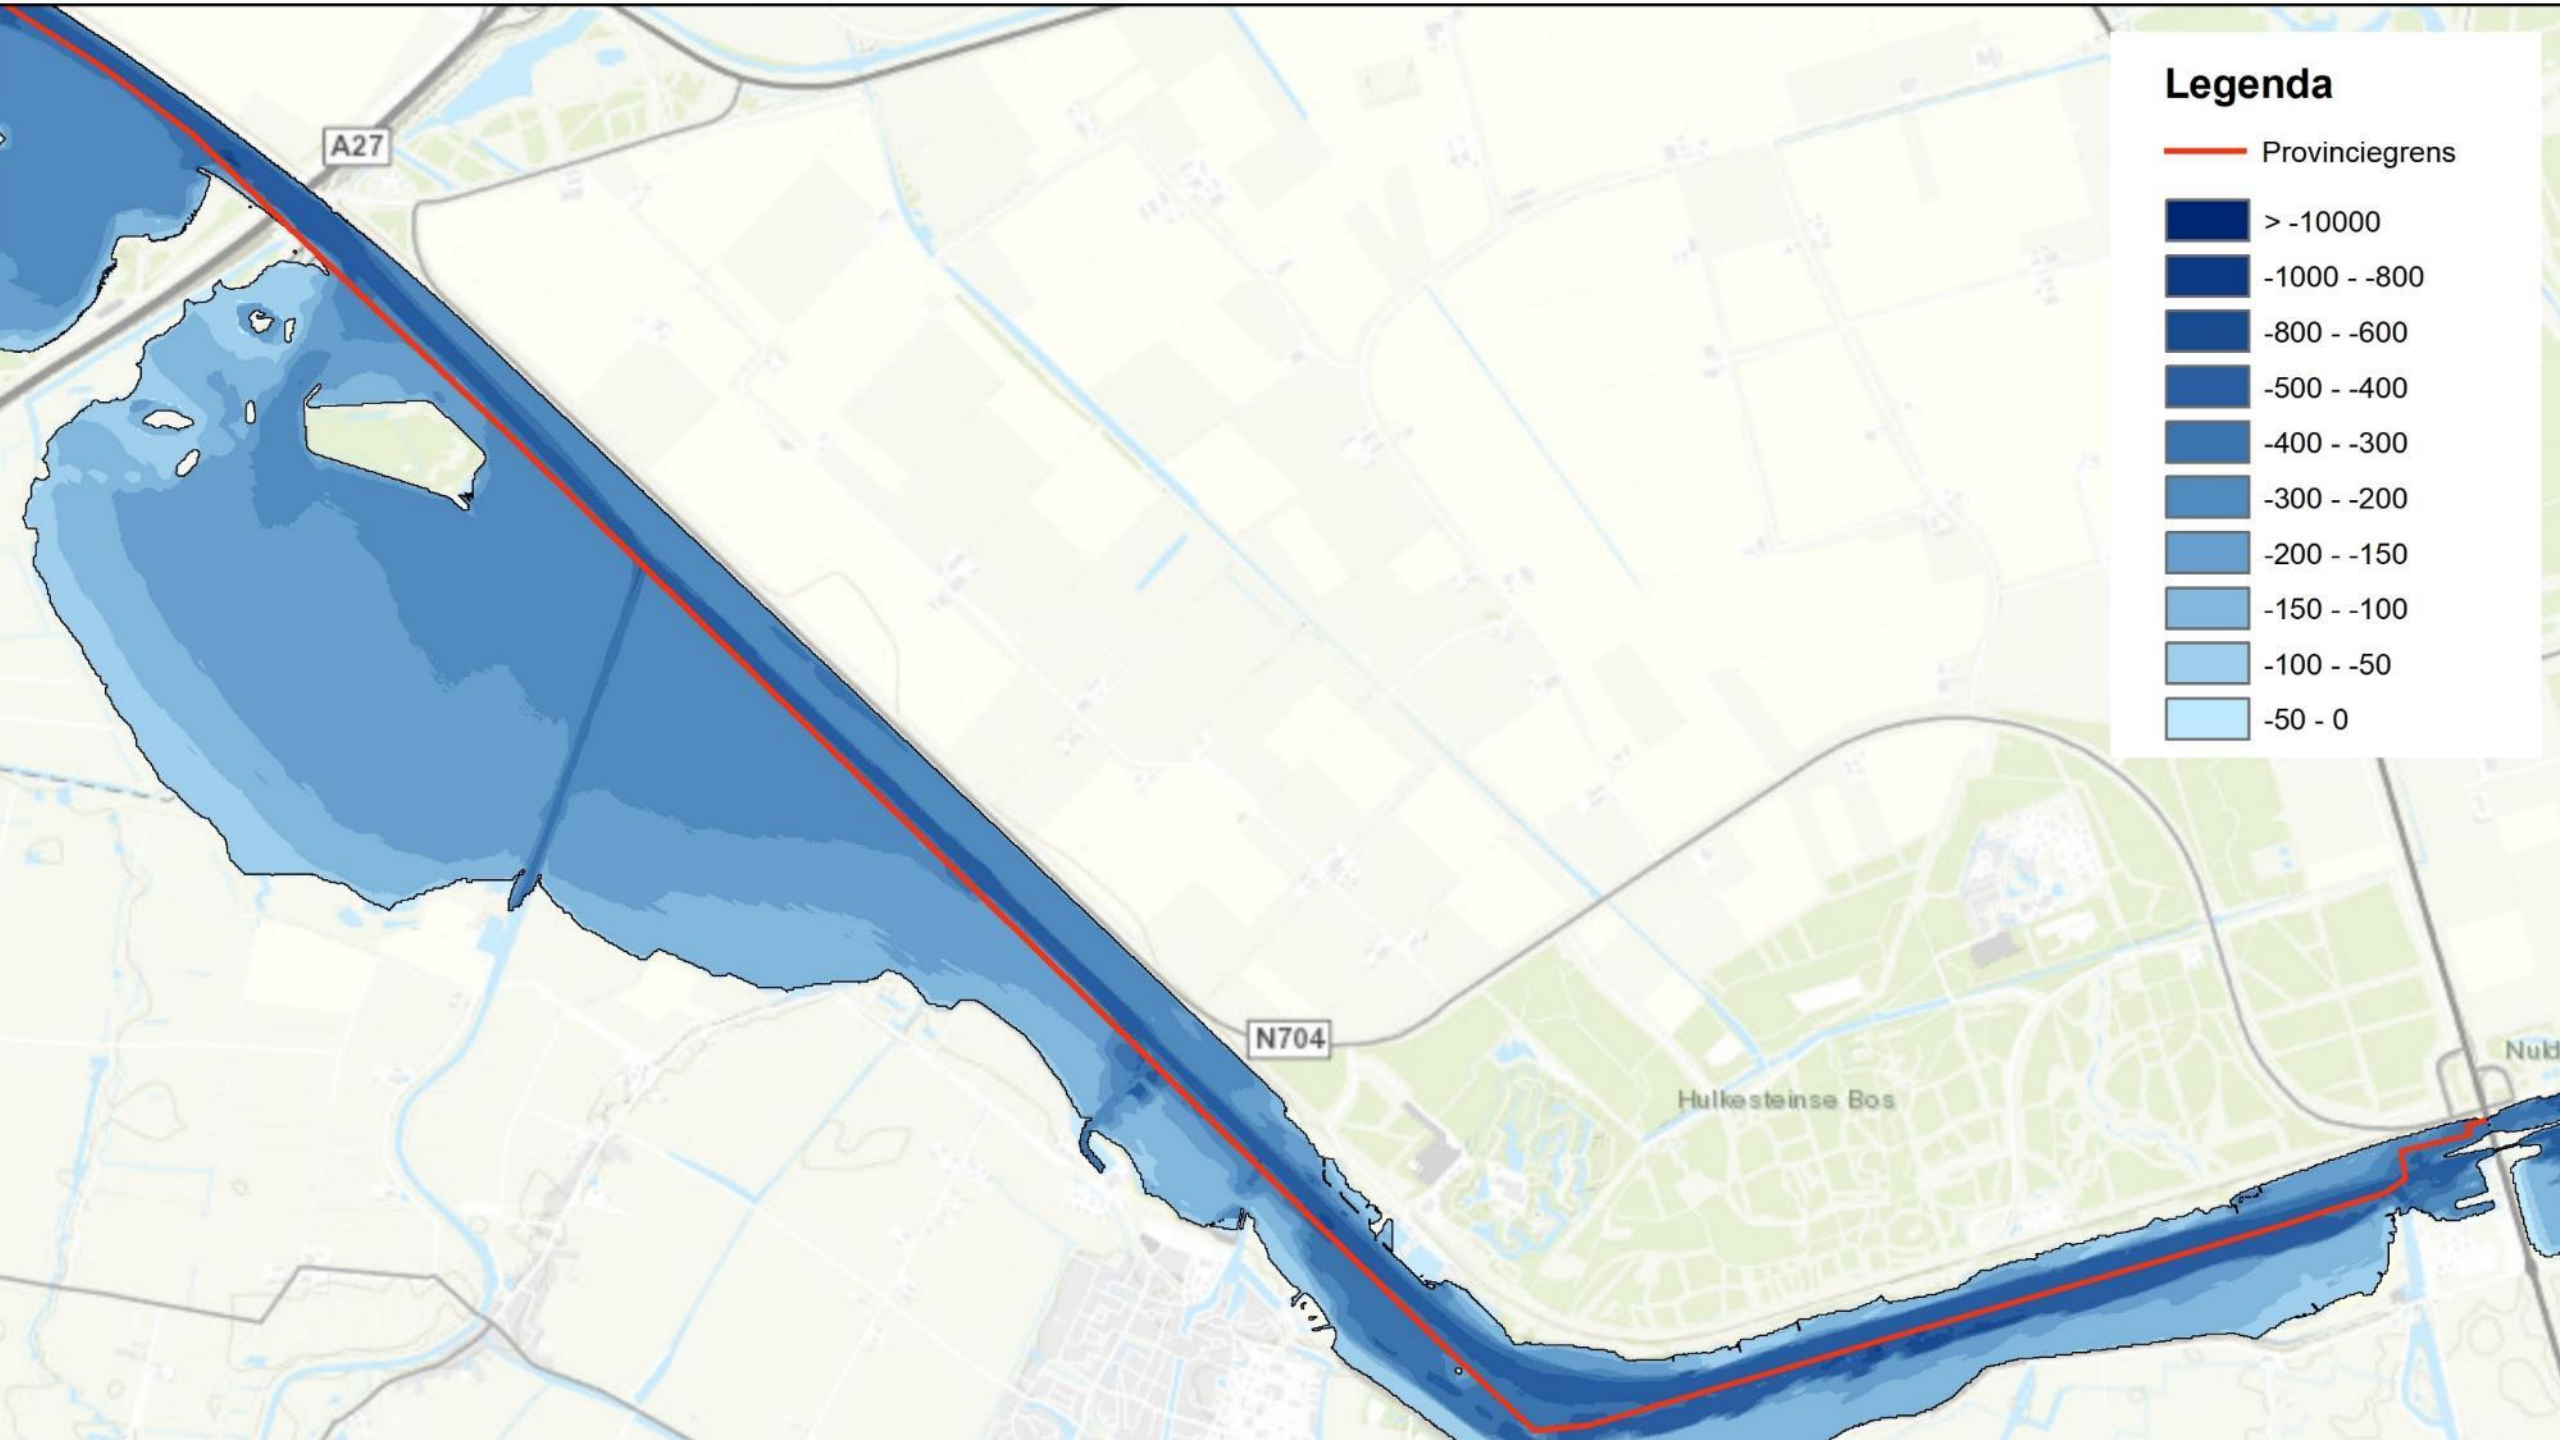 A27
N704
Hulkesteinse Bos
Nuld
Legenda
Provinciegrens
> -10000
-1000 - -800
-800 - -600
-500 - -400
-400 - -300
-300 - -200
-200 - -150
-150 - -100
-100 - -50
-50 - 0